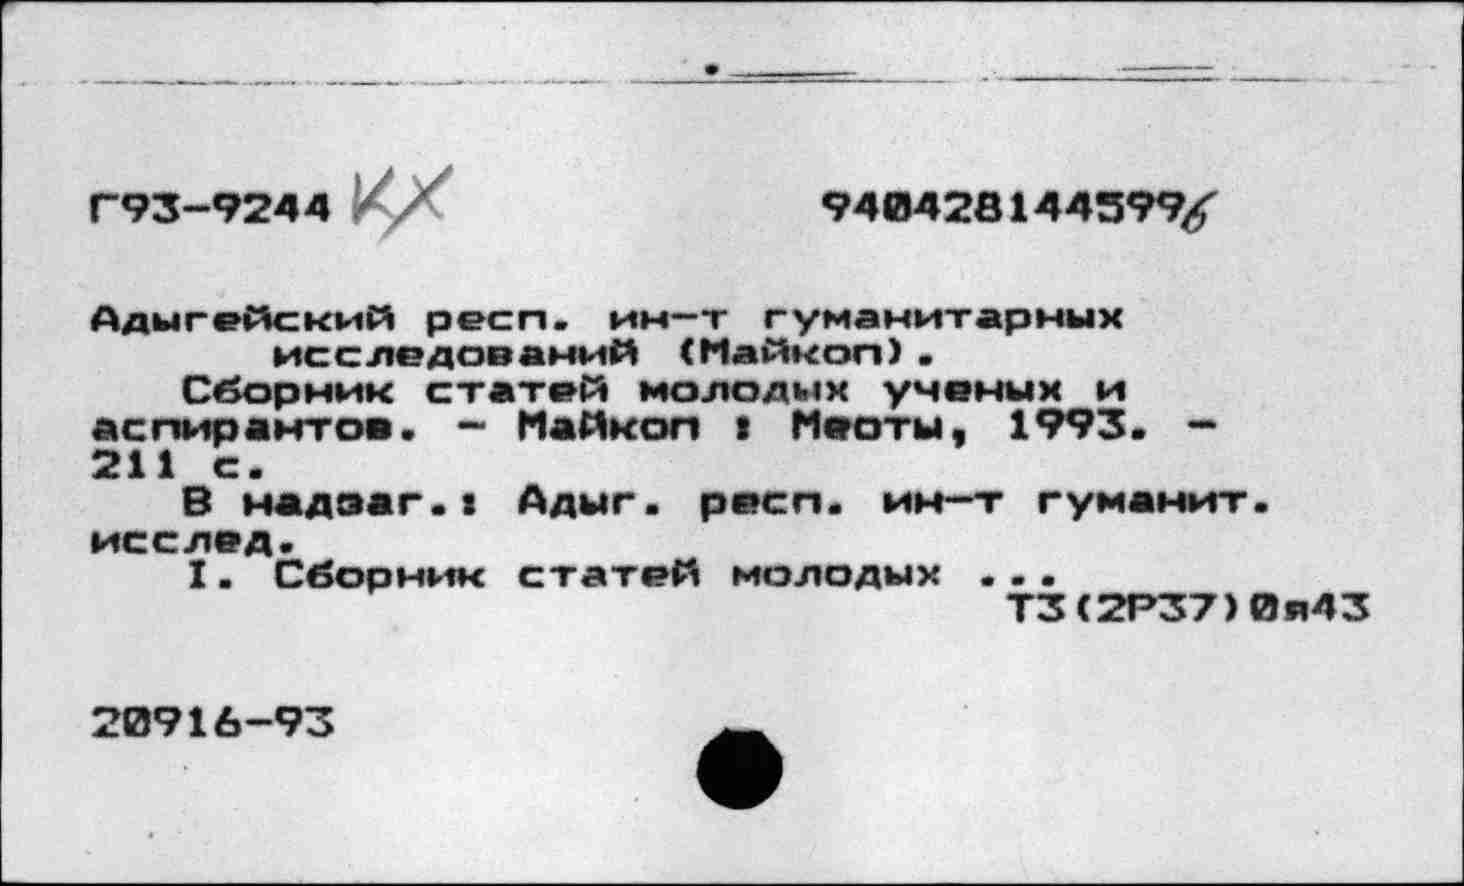 Г93-9244 КХ 940428144599б
Адыгейский респ. ин-т гуманитарных
исследований (Майкоп).
Сборник статей молодых ученых и
аспирантов. - Майкоп : Меоты, 1993. -
211 с.
В надзаг.: Адыг. респ. ин-т гуманит.
исслед.
I. Сборник статей молодых ...
Т3(2Р37)0я43
20916-93